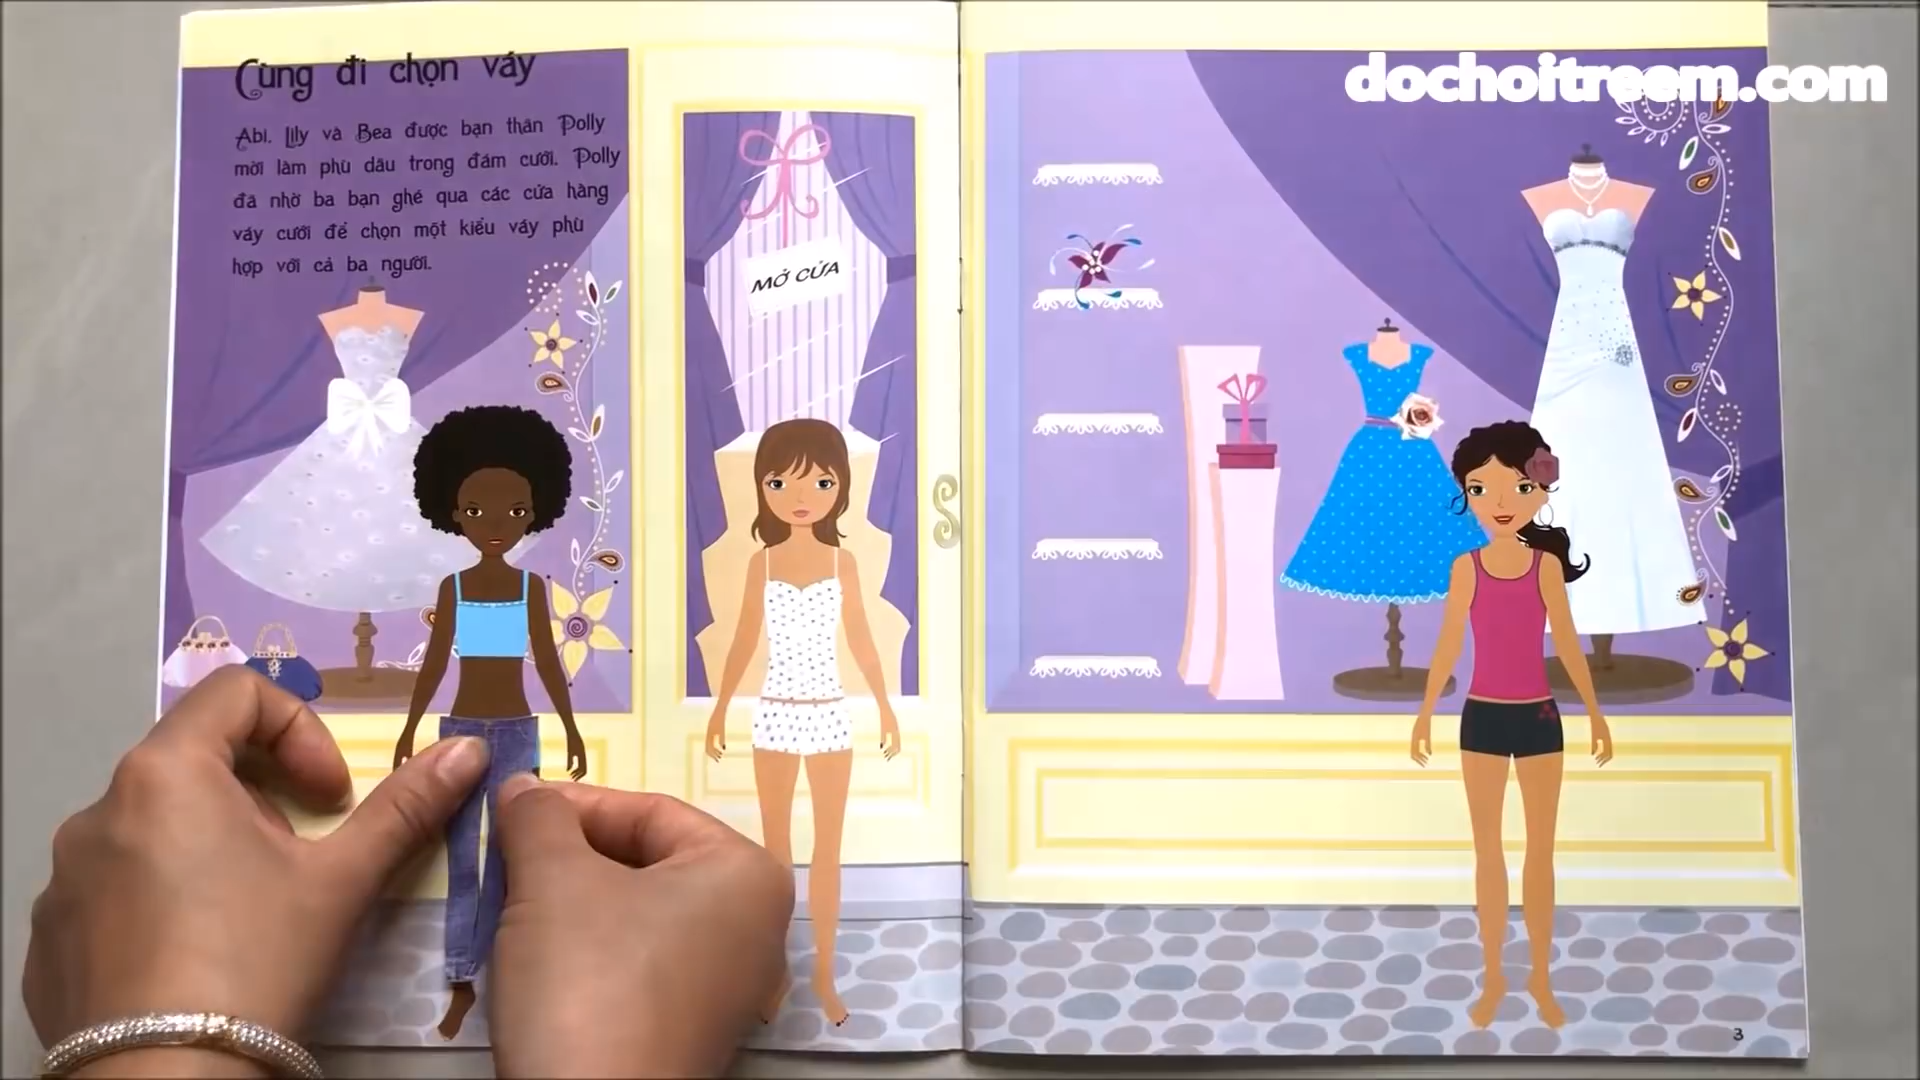 Cùng đi chọn váy
dochoitreem.com
Abi, Lily và Bea được bạn thân Polly
mời làm phù dâu trong đám cưới. Polly
đã nhờ ba bạn ghé qua các cửa hàng
váy cưới để chọn một kiểu váy phù
hợp với cả ba người.
MỞ CỬA
3